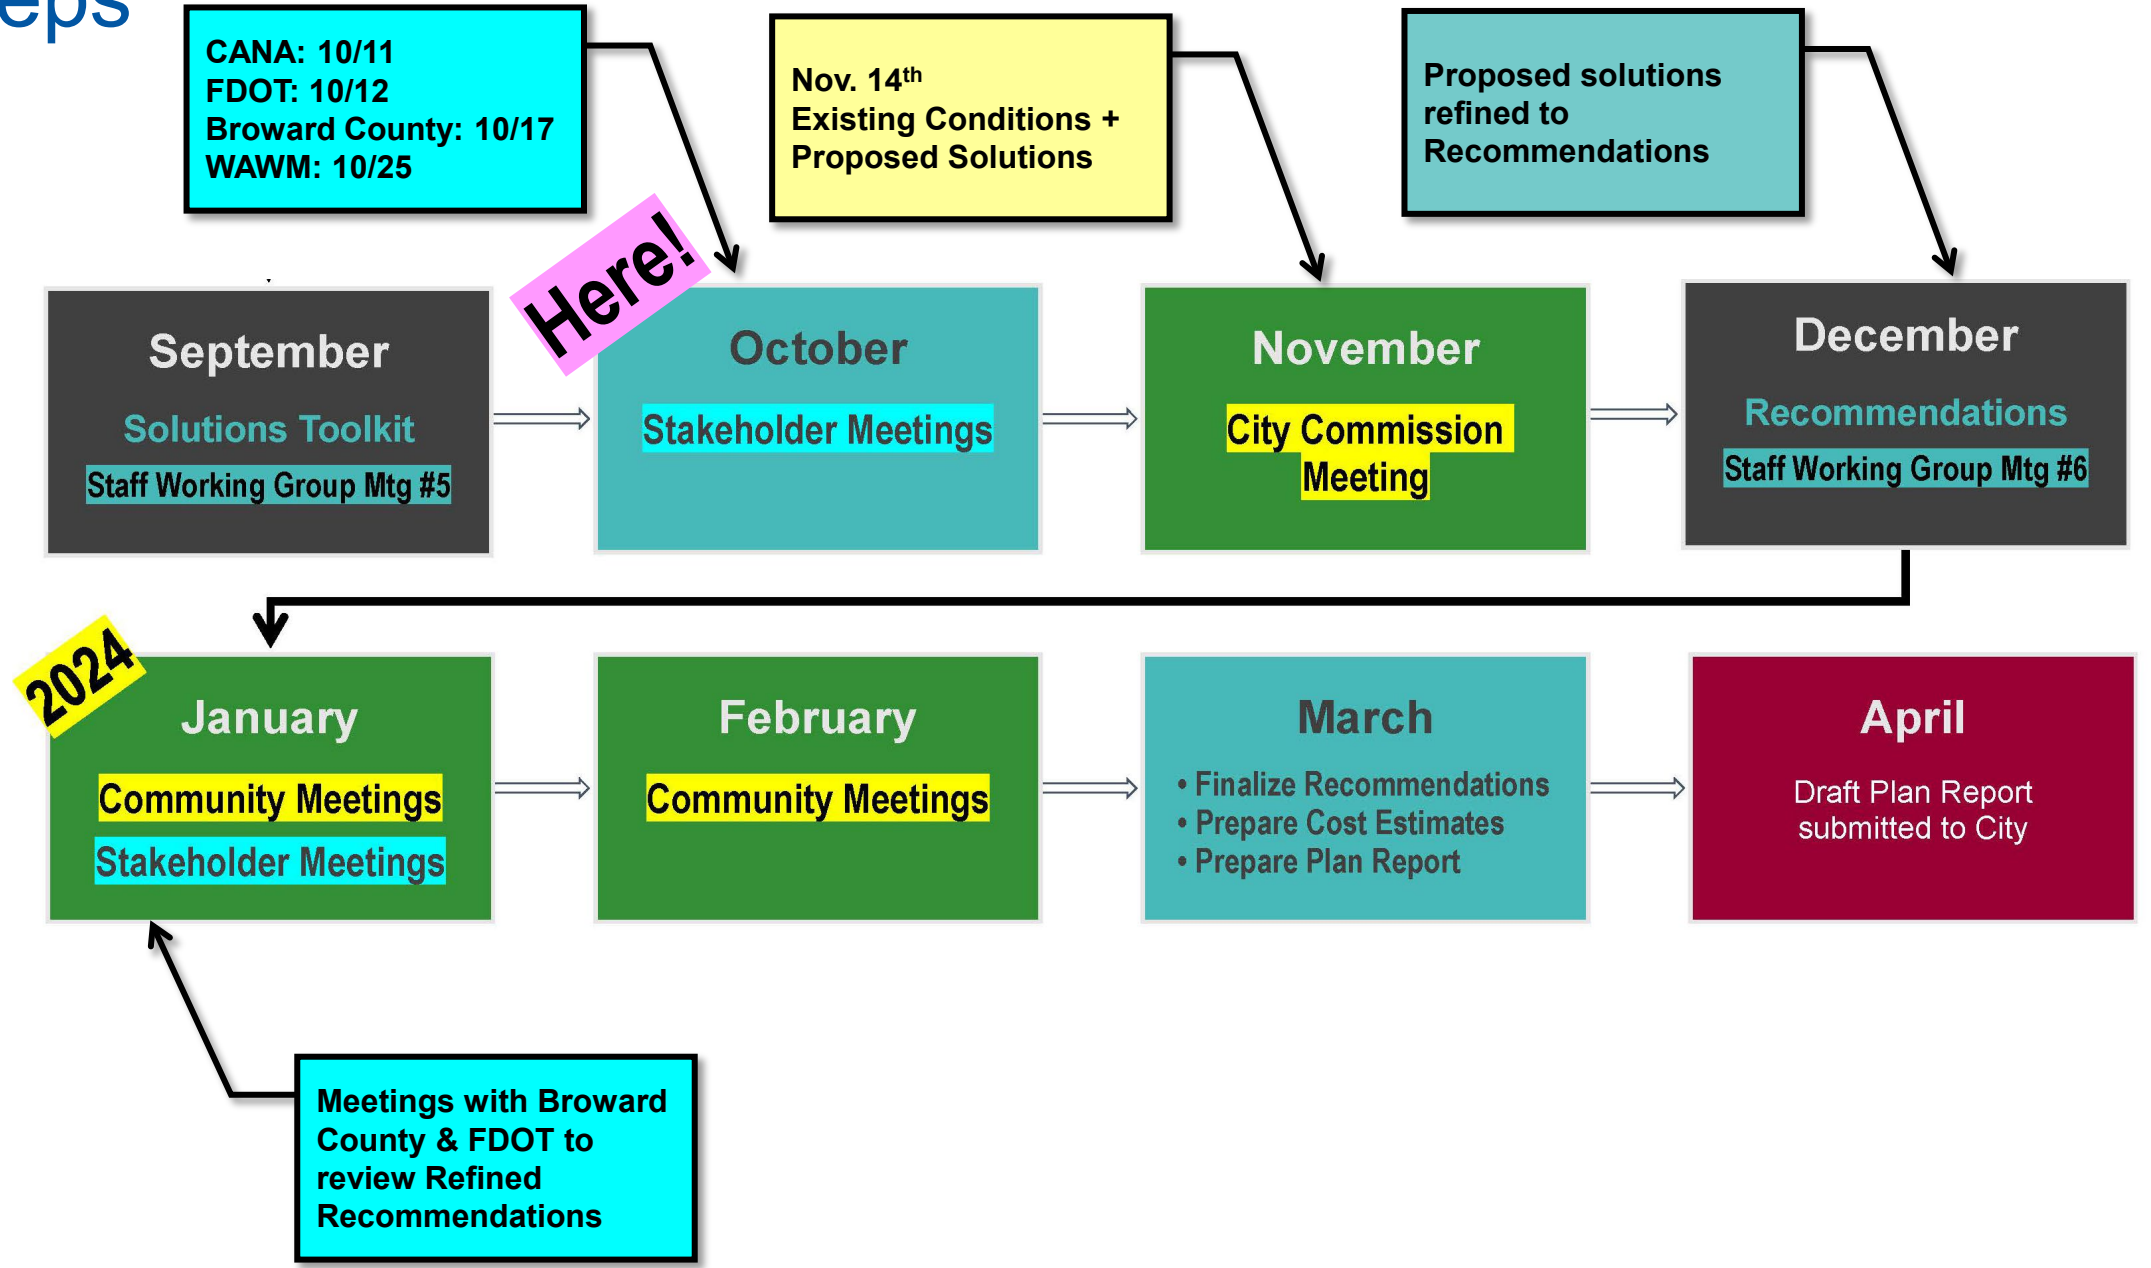 eps
CANA: 10/11
FDOT: 10/12
Broward County: 10/17
WAWM: 10/25
Nov. 14th
Existing Conditions +
Proposed Solutions
Proposed solutions
refined to
Recommendations
Here!
September
Solutions Toolkit
Staff Working Group Mtg #5
October
Stakeholder Meetings
November
City Commission
Meeting
December
Recommendations
Staff Working Group Mtg #6
2024
January
Community Meetings
Stakeholder Meetings
February
Community Meetings
March
• Finalize Recommendations
• Prepare Cost Estimates
• Prepare Plan Report
April
Draft Plan Report
submitted to City
Meetings with Broward
County & FDOT to
review Refined
Recommendations